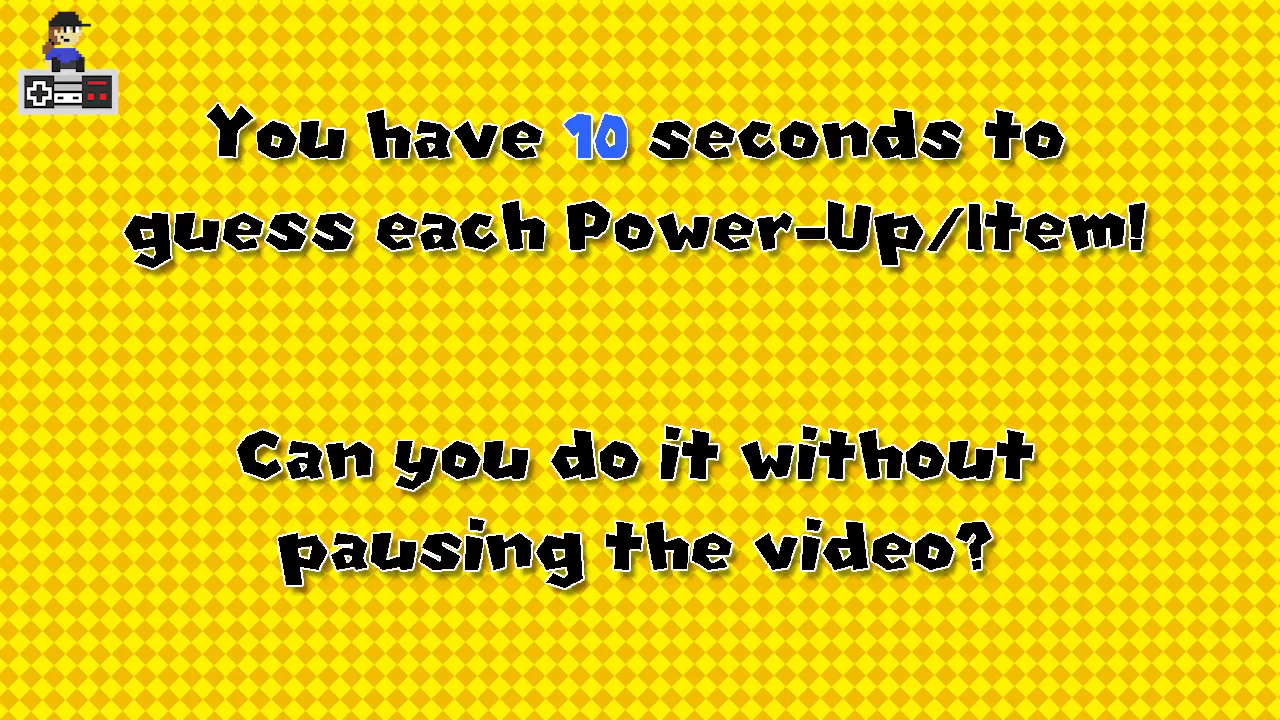 You have 10 seconds to
guess each Power-Up/Item!
Can you do it without
pausing the video?